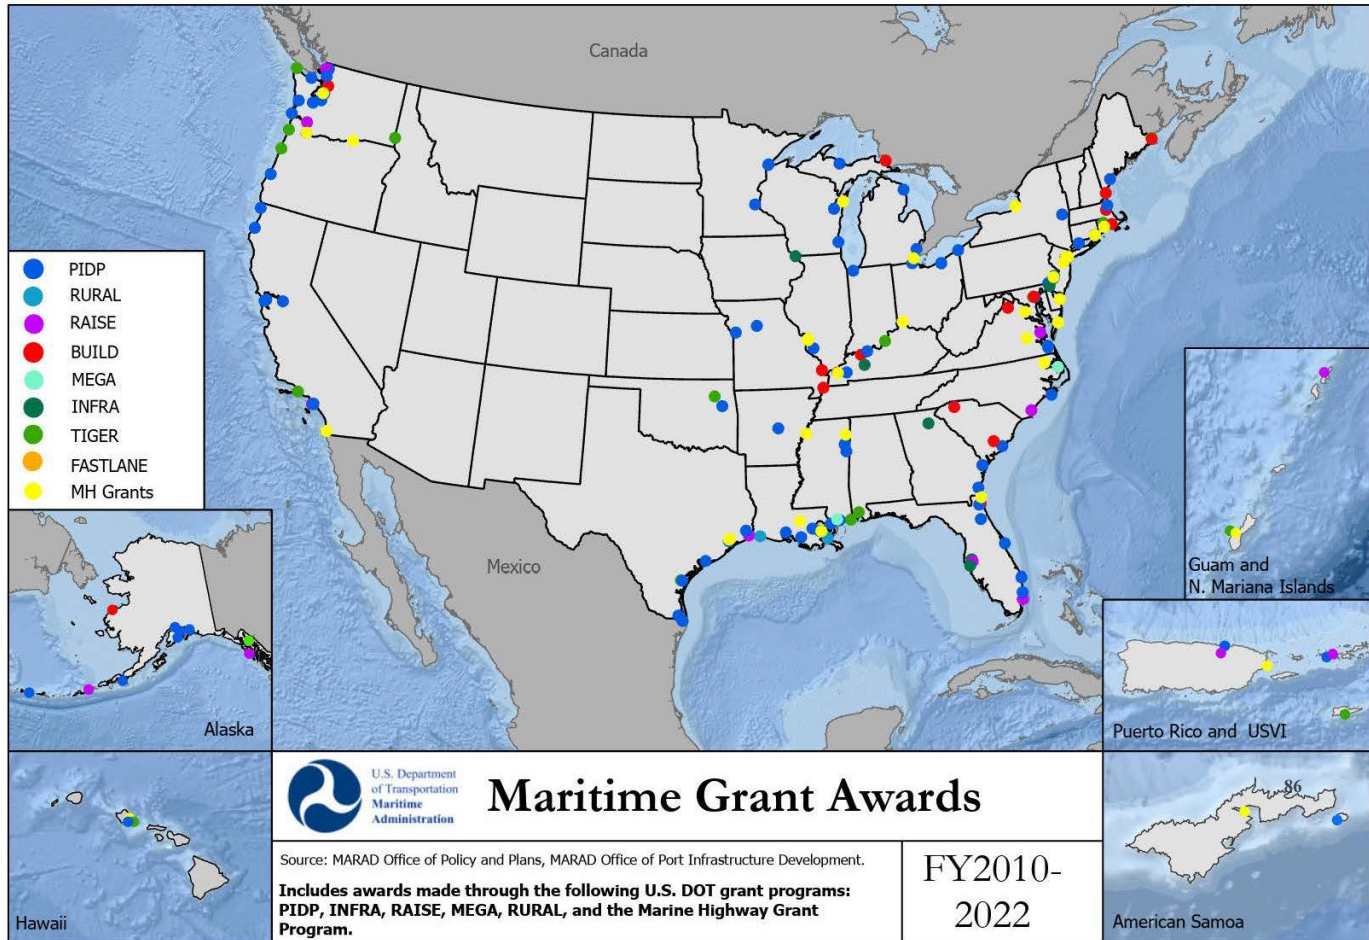 Canada
PIDP
RURAL
RAISE
BUILD
MEGA
INFRA
TIGER
FASTLANE
MH Grants
Mexico
Alaska
Guam and
N. Mariana Islands
Puerto Rico and USVI
Hawaii
U.S. Department
of Transportation
Maritime
Administration
Maritime Grant Awards
Source: MARAD Office of Policy and Plans, MARAD Office of Port Infrastructure Development.
Includes awards made through the following U.S. DOT grant programs:
PIDP, INFRA, RAISE, MEGA, RURAL, and the Marine Highway Grant
Program.
FY2010-
2022
86
American Samoa